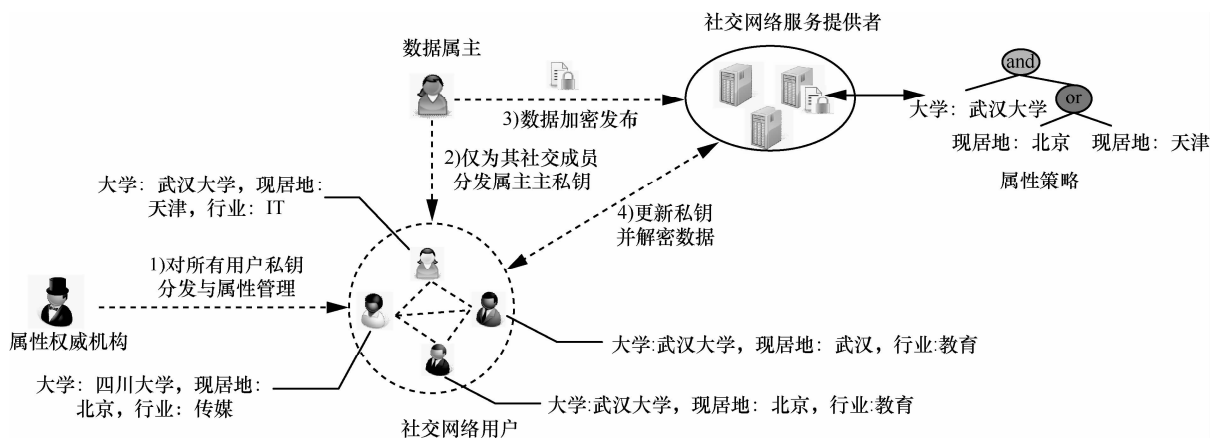 社交网络服务提供者
数据属主
and
or
大学：武汉大学
现居地：北京 现居地：天津
属性策略
3)数据加密发布
2)仅为其社交成员
分发属主主私钥
大学：武汉大学，现居地：
天津，行业：IT
4)更新私钥
并解密数据
1)对所有用户私钥
分发与属性管理
属性权威机构
大学:武汉大学，现居地：武汉，行业:教育
大学：四川大学，现居地：
北京，行业：传媒
大学:武汉大学，现居地：北京，行业:教育
社交网络用户